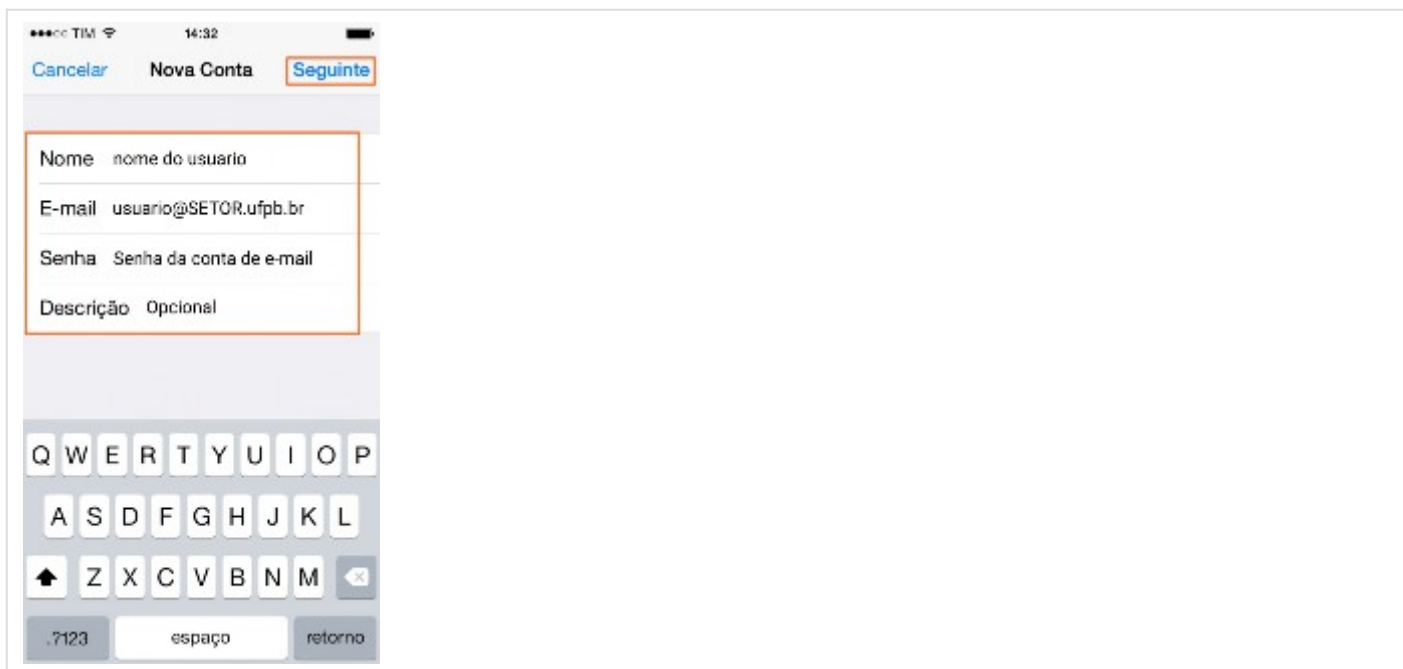 TIM 14:32
Cancelar Nova Conta Seguinte
Nome nome do usuario
E-mail usuario@SETOR.ufpb.br
Senha Senha da conta de e-mail
Descrição Opcional
Q W E R T Y U I O P
A S D F G H J K L
Z X C V B N M
.?123 espaço retorno